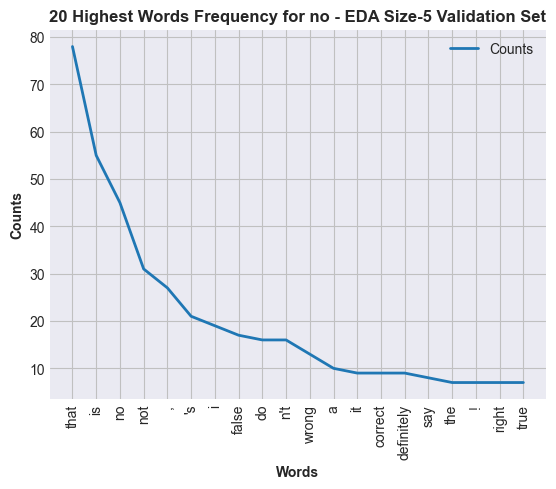 20 Highest Words Frequency for no - EDA Size-5 Validation Set
Counts
80
70
60
50
40
30
20
10
Counts
that
is
no
not
,
's
i
false
do
n't
wrong
a
it
correct
definitely
say
the
!
right
true
Words